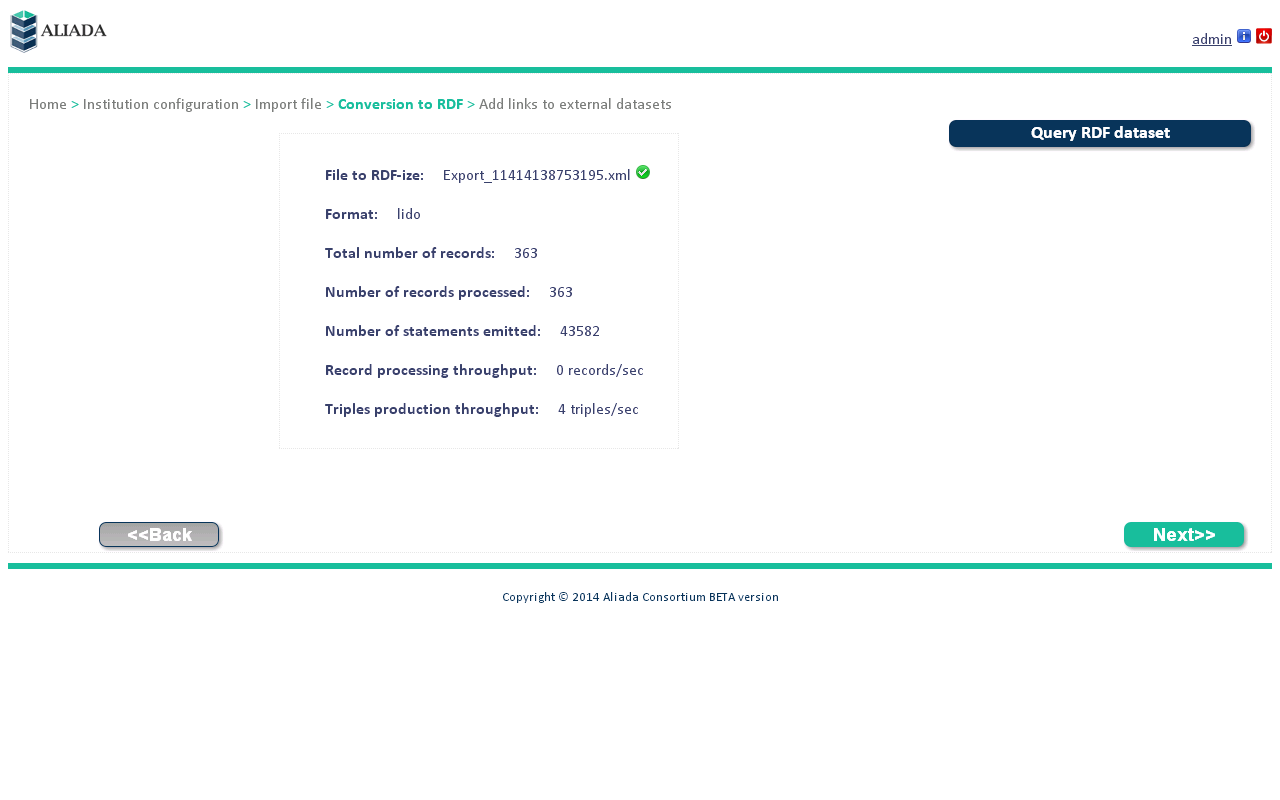 ALIADA
admin
Home > Institution configuration > Import file > Conversion to RDF > Add links to external datasets
Query RDF dataset
File to RDF-ize: Export_11414138753195.xml
Format: lido
Total number of records: 363
Number of records processed: 363
Number of statements emitted: 43582
Record processing throughput: 0 records/sec
Triples production throughput: 4 triples/sec
<<Back
Next>>
Copyright © 2014 Aliada Consortium BETA version